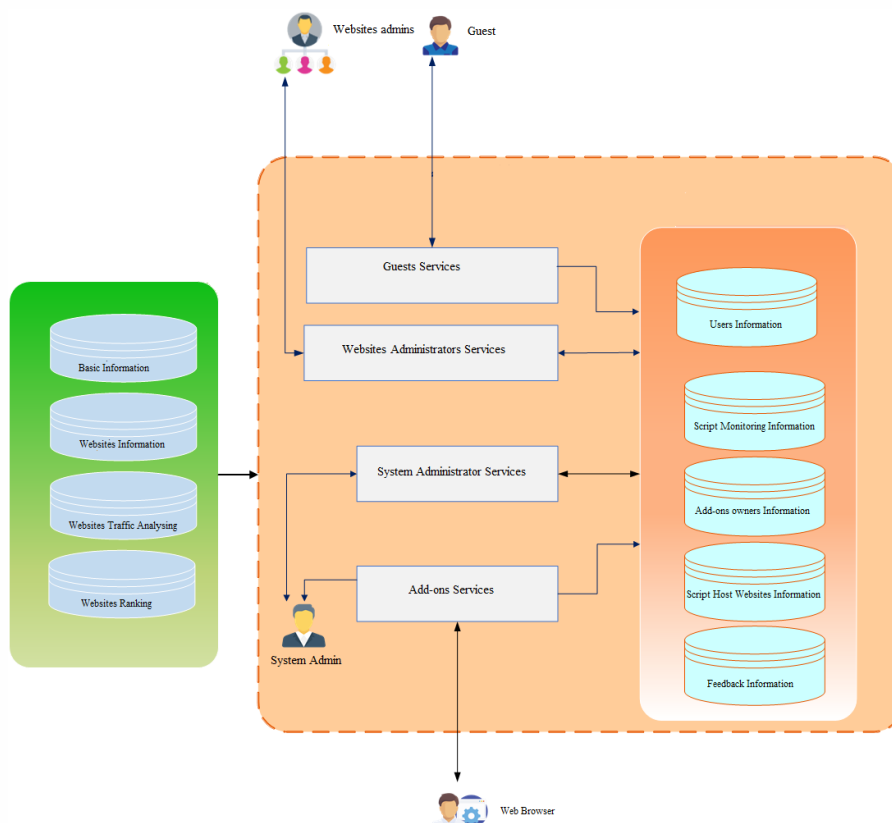 Websites admins
Guest
Guests Services
Websites Administrators Services
System Administrator Services
Add-ons Services
System Admin
Basic Information
Websites Information
Websites Traffic Analysing
Websites Ranking
Users Information
Script Monitoring Information
Add-ons owners Information
Script Host Websites Information
Feedback Information
Web Browser